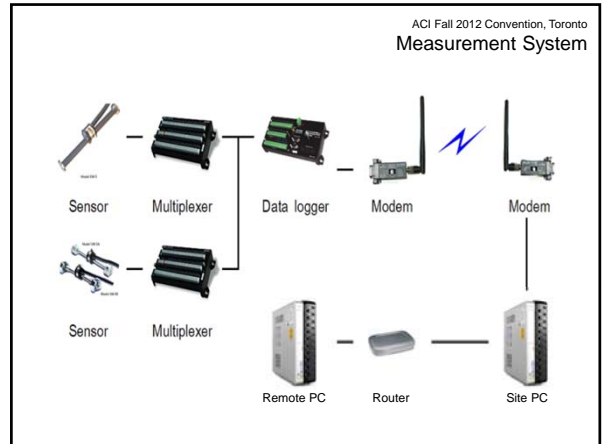 ACI Fall 2012 Convention, Toronto
Measurement System
Sensor
Multiplexer
Data logger
Modem
Modem
Sensor
Multiplexer
Remote PC
Router
Site PC